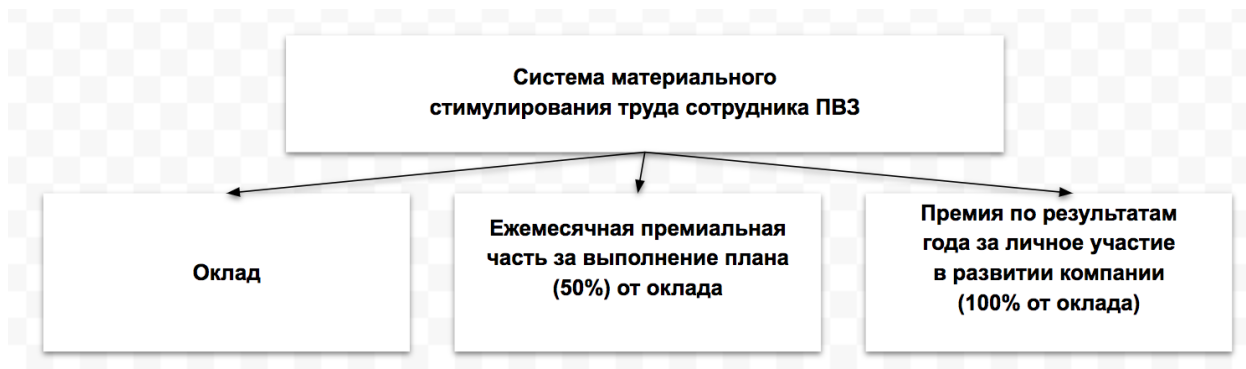 Система материального
стимулирования труда сотрудника ПВЗ
Оклад
Ежемесячная премиальная
часть за выполнение плана
(50%) от оклада
Премия по результатам
года за личное участие
в развитии компании
(100% от оклада)